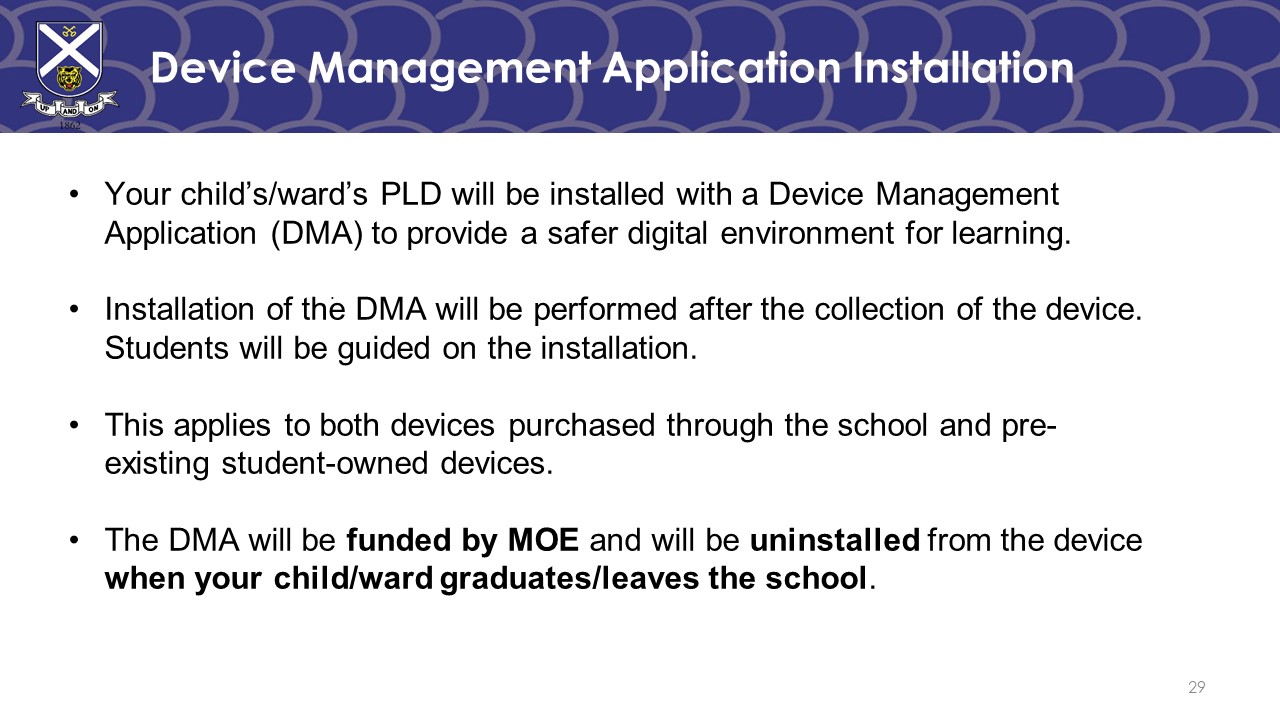 Device Management Application Installation
UP AND ON
1862
• Your child’s/ward’s PLD will be installed with a Device Management
Application (DMA) to provide a safer digital environment for learning.
• Installation of the DMA will be performed after the collection of the device.
Students will be guided on the installation.
• This applies to both devices purchased through the school and pre-
existing student-owned devices.
• The DMA will be funded by MOE and will be uninstalled from the device
when your child/ward graduates/leaves the school.
29